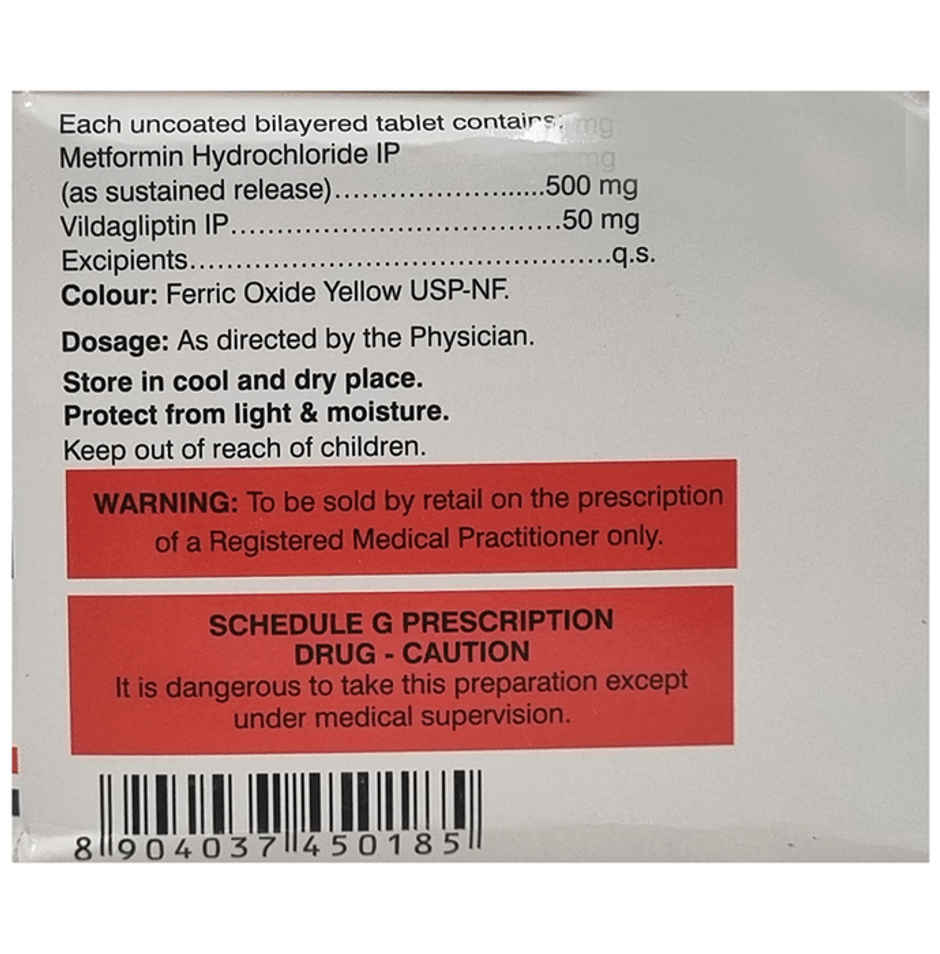 Each uncoated bilayered tablet contains:
Metformin Hydrochloride IP
(as sustained release)..........................500 mg
Vildagliptin IP....................................50 mg
Excipients.............................................q.s.
Colour: Ferric Oxide Yellow USP-NF.
Dosage: As directed by the Physician.
Store in cool and dry place.
Protect from light & moisture.
Keep out of reach of children.
WARNING: To be sold by retail on the prescription
of a Registered Medical Practitioner only.
SCHEDULE G PRESCRIPTION
DRUG - CAUTION
It is dangerous to take this preparation except
under medical supervision.
8 904037 450185